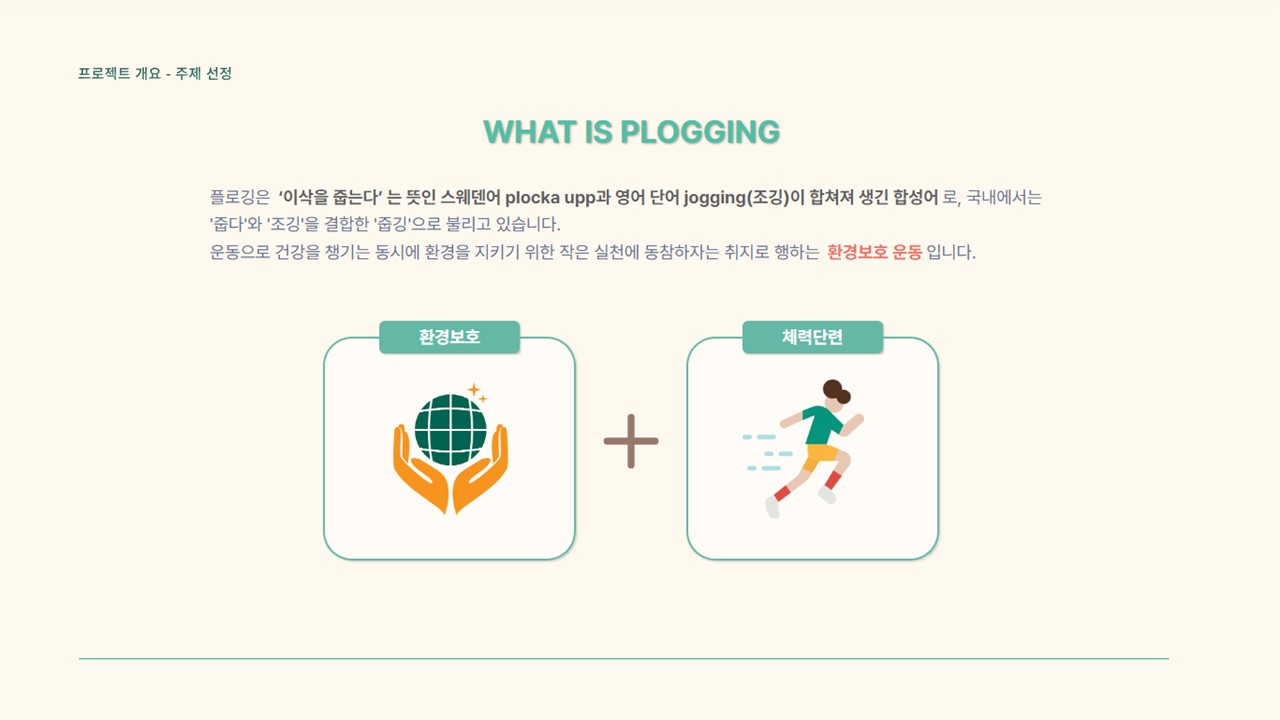 프로젝트 개요 - 주제 선정
WHAT IS PLOGGING
플로깅은 ‘이삭을 줍는다’ 는 뜻인 스웨덴어 plocka upp과 영어 단어 jogging(조깅)이 합쳐져 생긴 합성어 로, 국내에서는
'줍다'와 '조깅'을 결합한 '줍깅'으로 불리고 있습니다.
운동으로 건강을 챙기는 동시에 환경을 지키기 위한 작은 실천에 동참하자는 취지로 행하는 환경보호 운동 입니다.
환경보호
체력단련